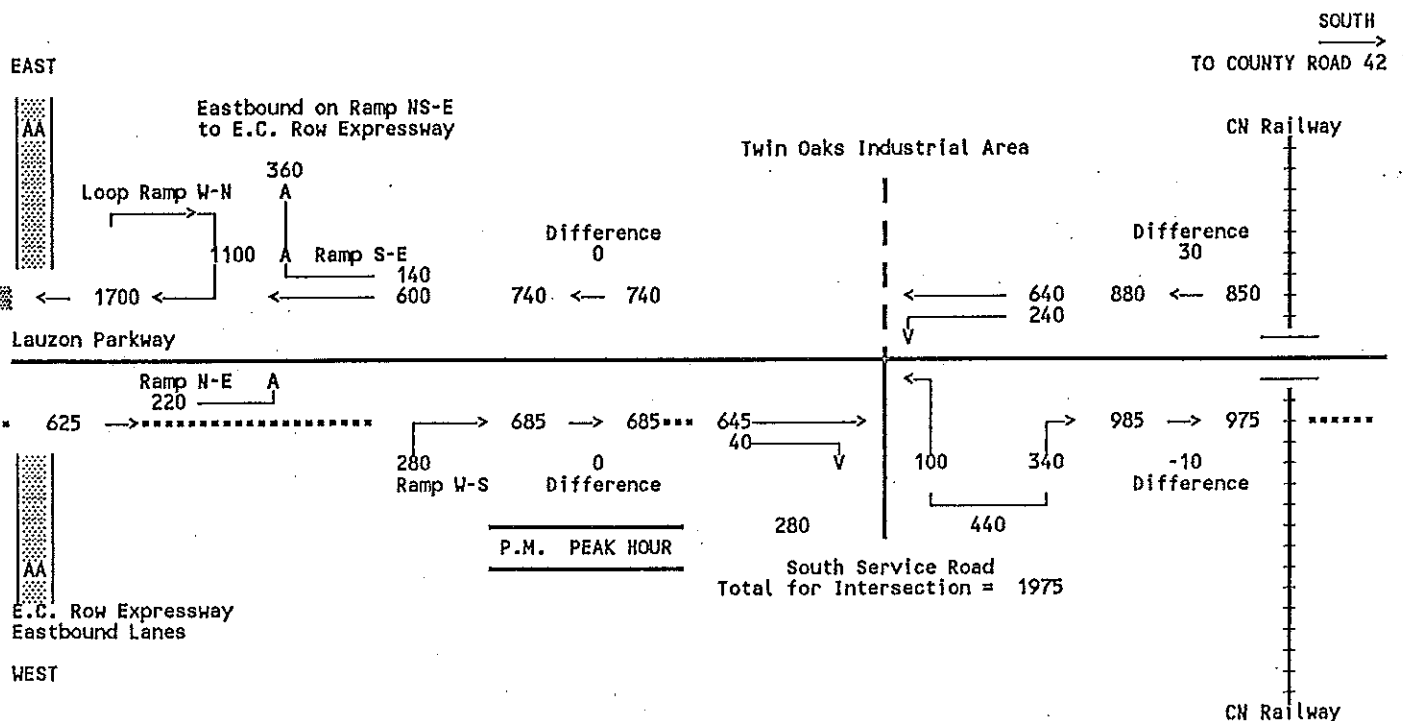 SOUTH
EAST
TO COUNTY ROAD 42
Eastbound on Ramp NS-E
to E.C. Row Expressway
AA
CN Railway
Twin Oaks Industrial Area
360
Loop Ramp W-N
A
Difference
0
Difference
30
1100
A
Ramp S-E
140
1700
600
740
740
640
880
850
240
V
Lauzon Parkway
Ramp N-E
A
220
625
685
685
645
985
975
40
V
280
Ramp W-S
0
Difference
100
340
-10
Difference
280
440
P.M. PEAK HOUR
AA
South Service Road
Total for Intersection = 1975
E.C. Row Expressway
Eastbound Lanes
WEST
CN Railway